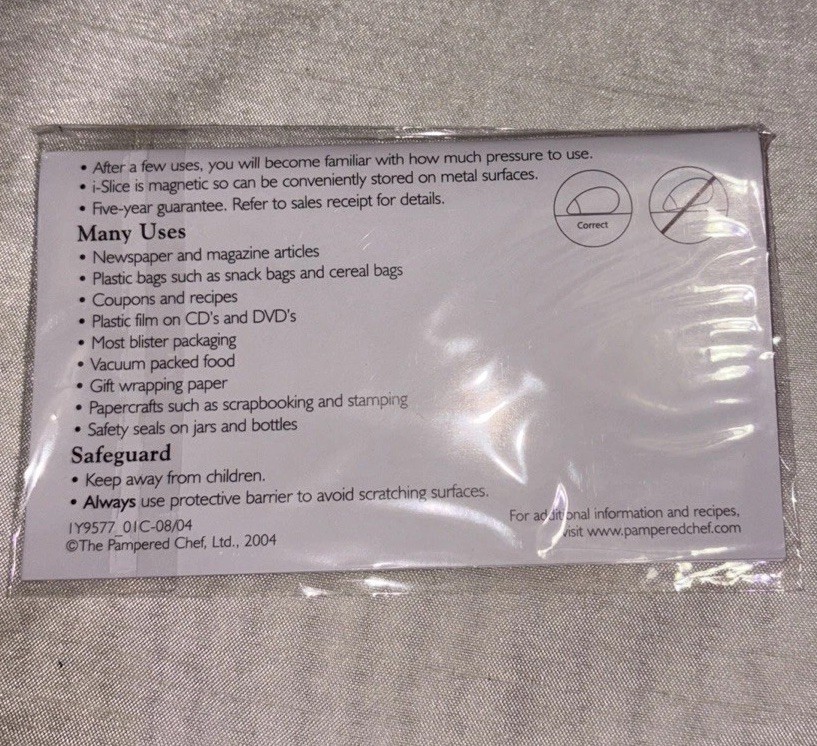 • After a few uses, you will become familiar with how much pressure to use.
• i-Slice is magnetic so can be conveniently stored on metal surfaces.
• Five-year guarantee. Refer to sales receipt for details.
Correct
Many Uses
• Newspaper and magazine articles
• Plastic bags such as snack bags and cereal bags
• Coupons and recipes
• Plastic film on CD's and DVD's
• Most blister packaging
• Vacuum packed food
• Gift wrapping paper
• Papercrafts such as scrapbooking and stamping
• Safety seals on jars and bottles
Safeguard
• Keep away from children.
• Always use protective barrier to avoid scratching surfaces.
1Y9577_01C-08/04
©The Pampered Chef, Ltd., 2004
For additional information and recipes,
visit www.pamperedchef.com